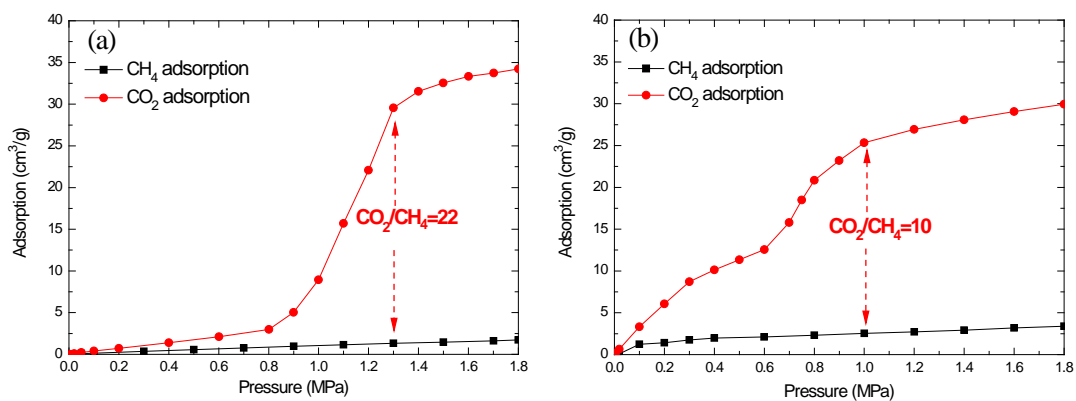 (a)
CH₄ adsorption
CO₂ adsorption
CO₂/CH₄=22
Adsorption (cm³/g)
40
35
30
25
20
15
10
5
0
0.0 0.2 0.4 0.6 0.8 1.0 1.2 1.4 1.6 1.8
Pressure (MPa)
(b)
CH₄ adsorption
CO₂ adsorption
CO₂/CH₄=10
Adsorption (cm³/g)
40
35
30
25
20
15
10
5
0
0.0 0.2 0.4 0.6 0.8 1.0 1.2 1.4 1.6 1.8
Pressure (MPa)